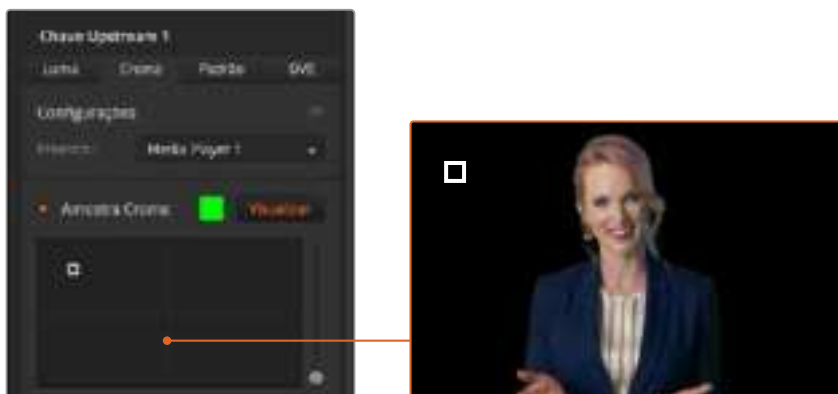 Chave Upstream 1
Luma Croma Padrão DVE
Configurações
Media Player 1
Amostra Croma Visualizar